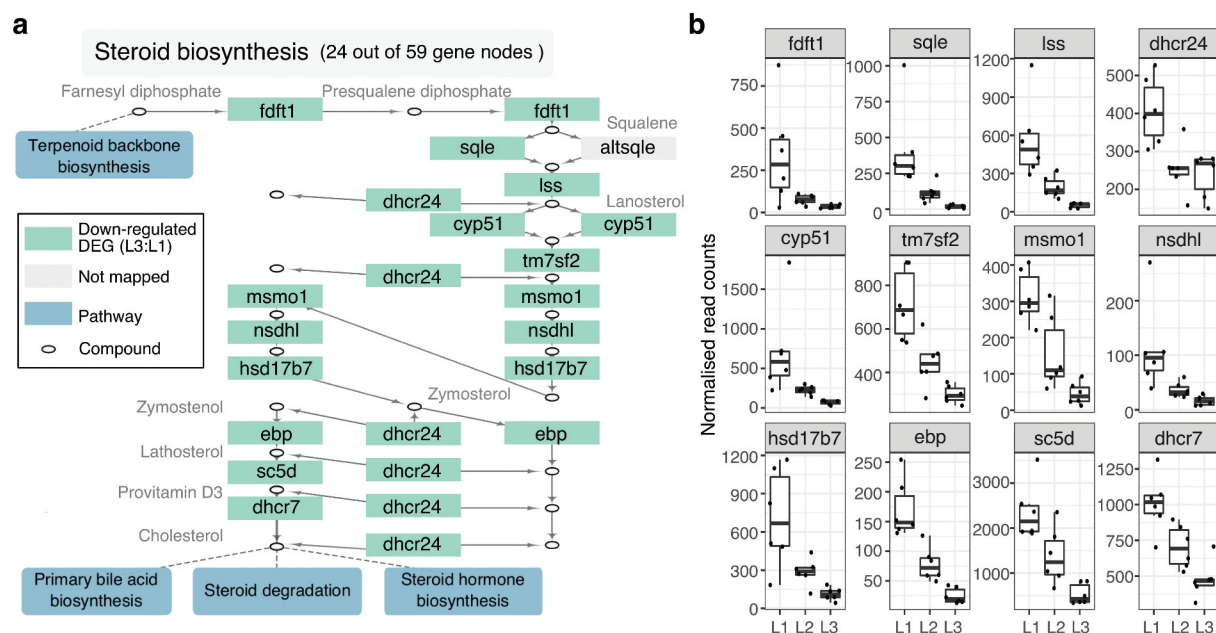 a
Steroid biosynthesis (24 out of 59 gene nodes )
Farnesyl diphosphate
Presqualene diphosphate
fdft1
fdft1
Squalene
Terpenoid backbone
biosynthesis
sqle
altsqle
lss
dhcr24
Lanosterol
cyp51
cyp51
Down-regulated
DEG (L3:L1)
Not mapped
Pathway
Compound
tm7sf2
dhcr24
msmo1
msmo1
nsdhl
nsdhl
hsd17b7
hsd17b7
Zymosterol
Zymostenol
ebp
dhcr24
ebp
Lathosterol
sc5d
dhcr24
Provitamin D3
dhcr7
dhcr24
Cholesterol
dhcr24
Primary bile acid
biosynthesis
Steroid degradation
Steroid hormone
biosynthesis
b
Normalised read counts
fdft1
750
500
250
0
sqle
1000
750
500
250
0
lss
1200
900
600
300
0
dhcr24
500
400
300
200
cyp51
1500
1000
500
0
tm7sf2
800
600
400
msmo1
400
300
200
100
0
nsdhl
200
100
0
hsd17b7
1200
900
600
300
0
L1 L2 L3
ebp
250
200
150
100
50
L1 L2 L3
sc5d
3000
2000
1000
L1 L2 L3
dhcr7
1250
1000
750
500
L1 L2 L3